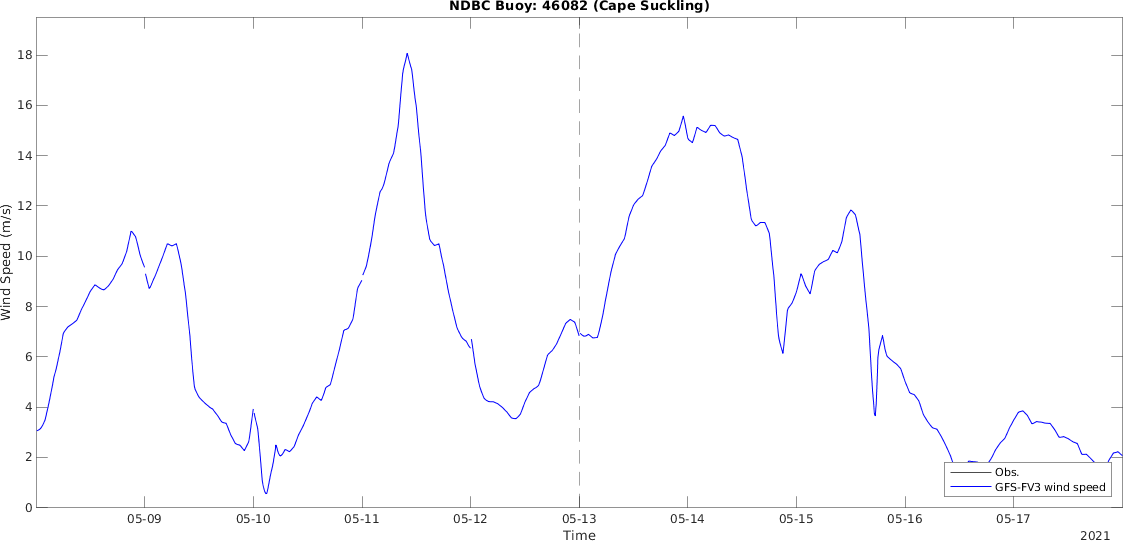 NDBC Buoy: 46082 (Cape Suckling)
18
16
14
12
10
8
6
4
2
0
Wind Speed (m/s)
05-09 05-10 05-11 05-12 05-13 05-14 05-15 05-16 05-17
Time
2021
Obs.
GFS-FV3 wind speed